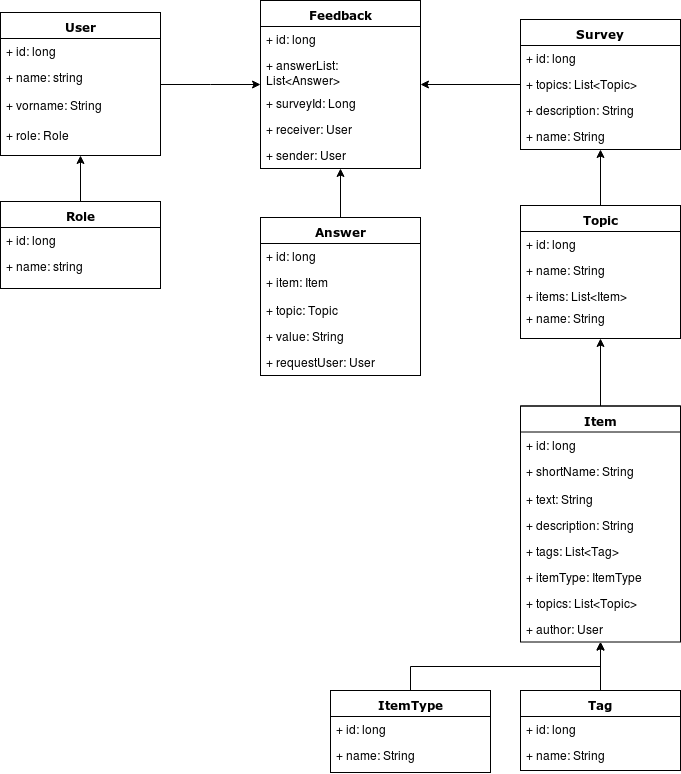 User
+ id: long
+ name: string
+ vorname: String
+ role: Role
Role
+ id: long
+ name: string
Feedback
+ id: long
+ answerList:
List<Answer>
+ surveyId: Long
+ receiver: User
+ sender: User
Answer
+ id: long
+ item: Item
+ topic: Topic
+ value: String
+ requestUser: User
Survey
+ id: long
+ topics: List<Topic>
+ description: String
+ name: String
Topic
+ id: long
+ name: String
+ items: List<Item>
+ name: String
Item
+ id: long
+ shortName: String
+ text: String
+ description: String
+ tags: List<Tag>
+ itemType: ItemType
+ topics: List<Topic>
+ author: User
ItemType
+ id: long
+ name: String
Tag
+ id: long
+ name: String